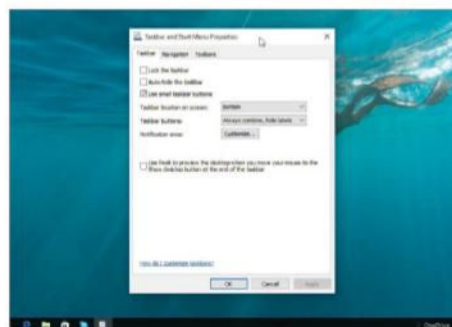 Taskbar and Start Menu Properties
Taskbar Navigation Toolbars
Lock the taskbar
Auto-hide the taskbar
Use small taskbar buttons
Taskbar location on screen: Bottom
Taskbar buttons: Always combine, hide labels
Notification area: Customize...
Use Peek to preview the desktop when you move your mouse to the
Show desktop button at the end of the taskbar
How do I customize taskbars?
OK Cancel Apply
OneDrive